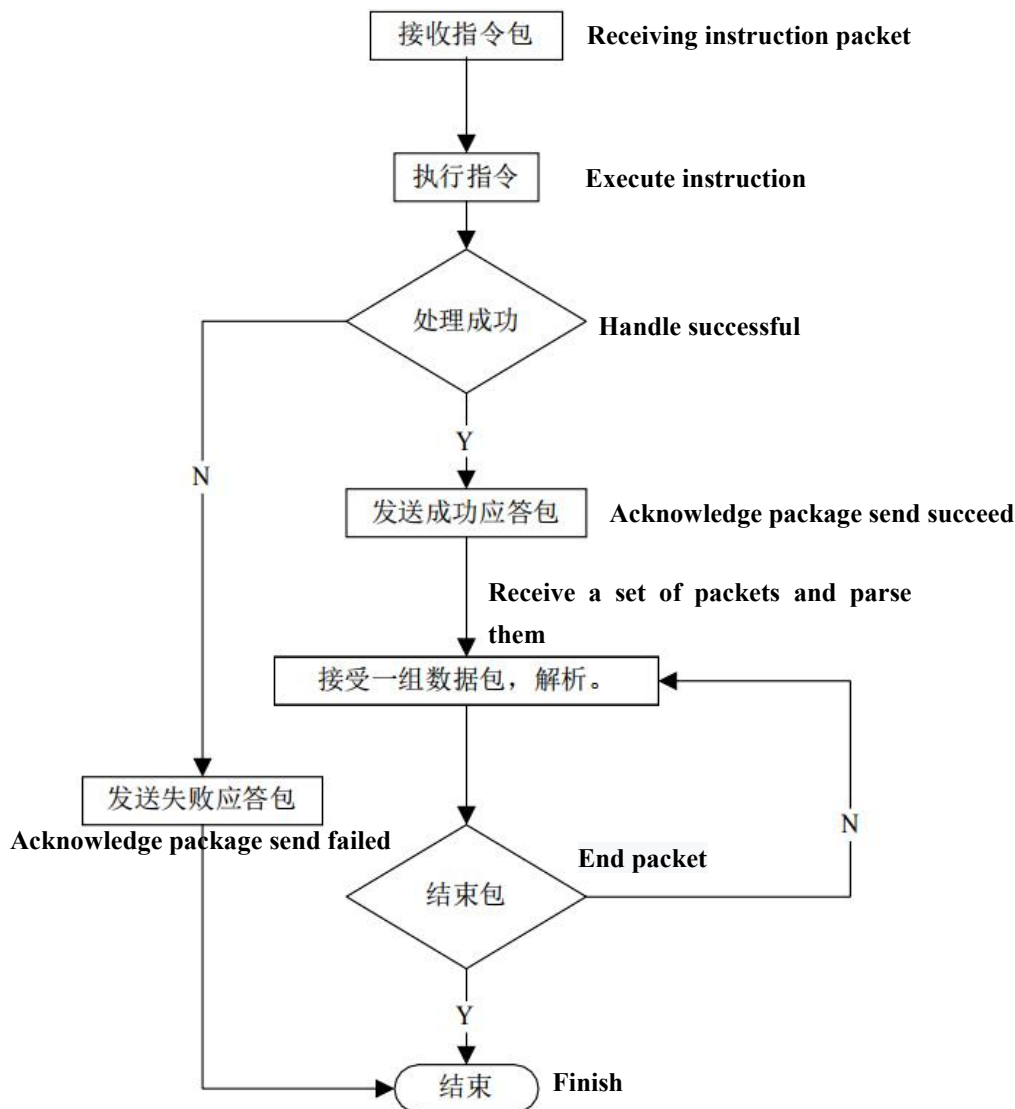 接收指令包
Receiving instruction packet
执行指令
Execute instruction
处理成功
Handle successful
Y
N
发送成功应答包
Acknowledge package send succeed
Receive a set of packets and parse
them
接受一组数据包，解析。
发送失败应答包
Acknowledge package send failed
N
End packet
结束包
Y
结束
Finish